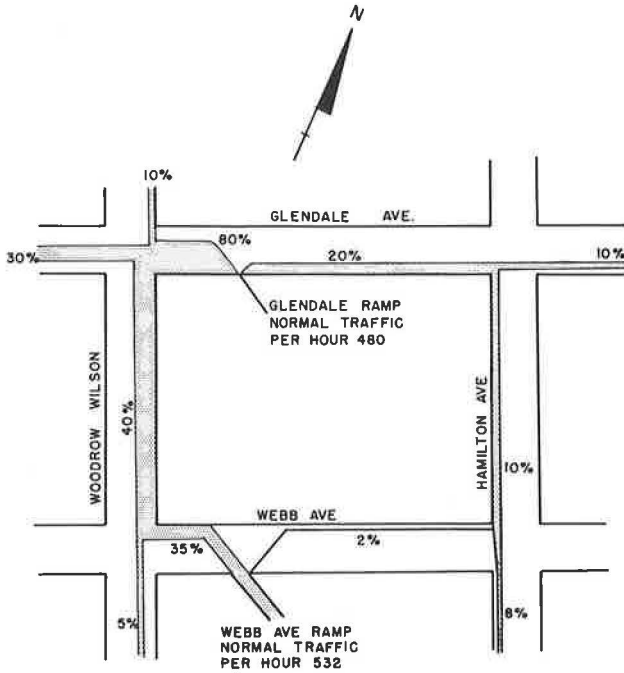 N
10%
GLENDALE AVE.
80%
20%
10%
30%
GLENDALE RAMP
NORMAL TRAFFIC
PER HOUR 480
WOODROW WILSON
40%
HAMILTON AVE
10%
WEBB AVE
35%
2%
5%
8%
WEBB AVE RAMP
NORMAL TRAFFIC
PER HOUR 532